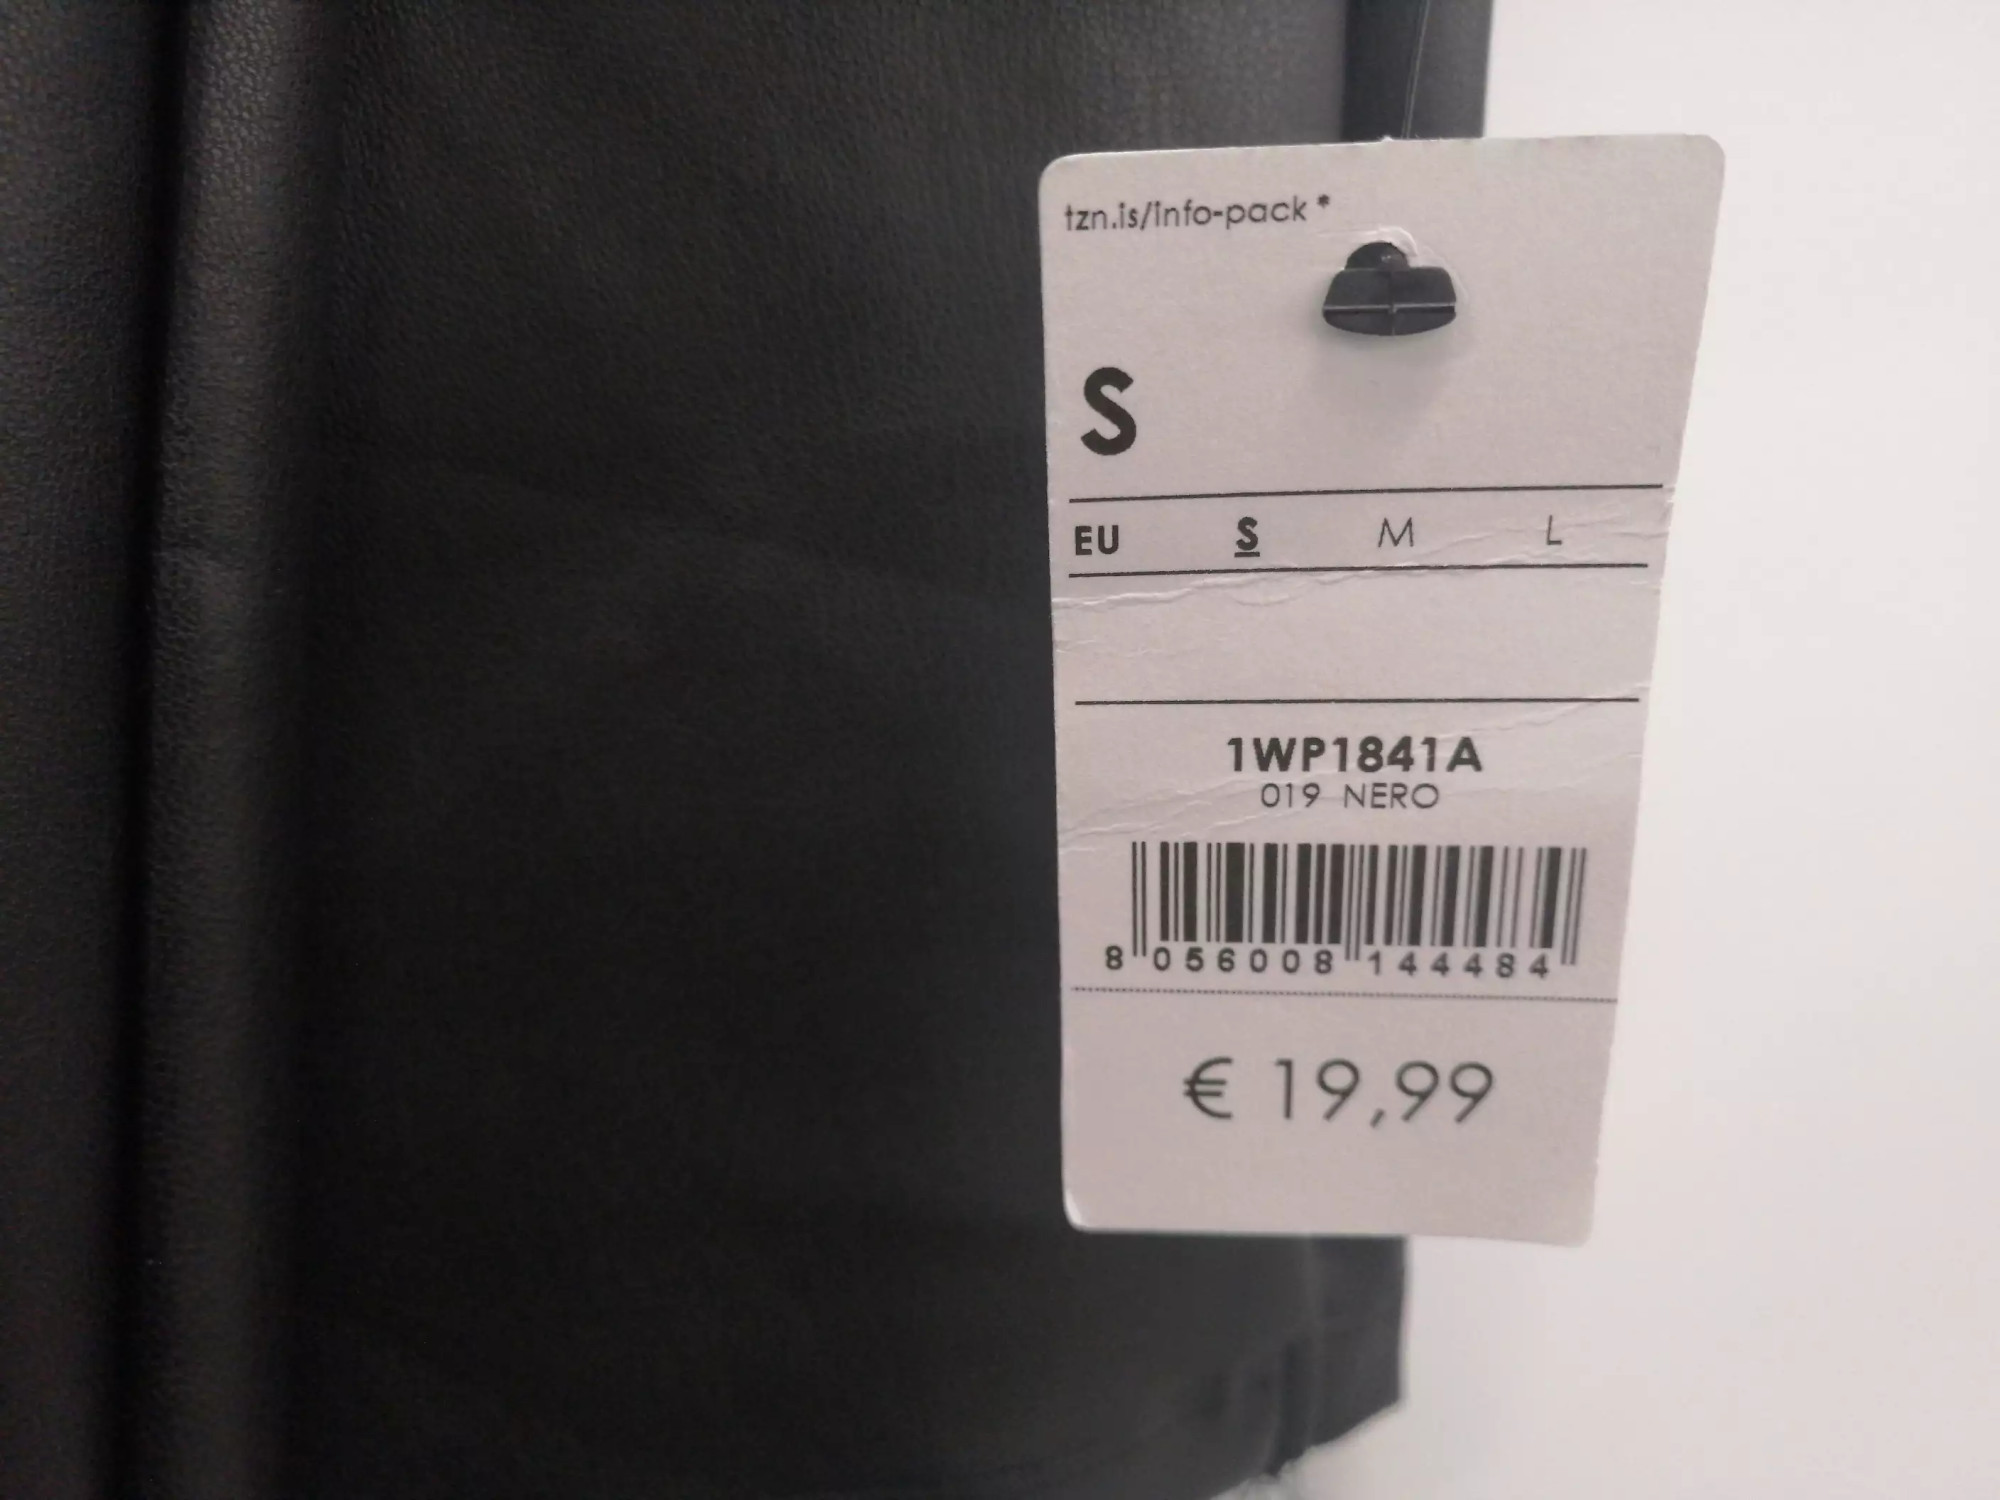 tzn.is/info-pack *
S
EU S M L
1WP1841A
019 NERO
8 056008 144484
€ 19,99